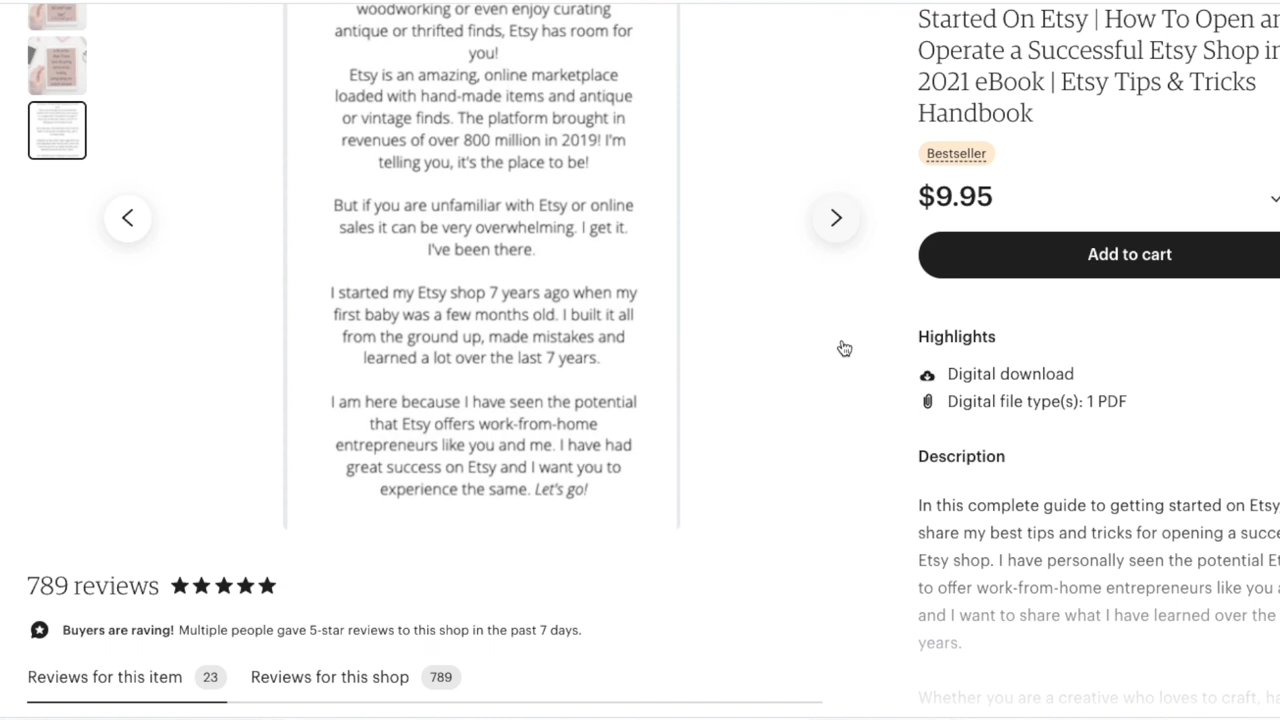 woodworking or even enjoy curating
antique or thrifted finds, Etsy has room for
you!
Etsy is an amazing, online marketplace
loaded with hand-made items and antique
or vintage finds. The platform brought in
revenues of over 800 million in 2019! I'm
telling you, it's the place to be!
But if you are unfamiliar with Etsy or online
sales it can be very overwhelming. I get it.
I've been there.
I started my Etsy shop 7 years ago when my
first baby was a few months old. I built it all
from the ground up, made mistakes and
learned a lot over the last 7 years.
I am here because I have seen the potential
that Etsy offers work-from-home
entrepreneurs like you and me. I have had
great success on Etsy and I want you to
experience the same. Let's go!
789 reviews
Buyers are raving! Multiple people gave 5-star reviews to this shop in the past 7 days.
Reviews for this item 23 Reviews for this shop 789
Started On Etsy | How To Open an
Operate a Successful Etsy Shop in
2021 eBook | Etsy Tips & Tricks
Handbook
Bestseller
$9.95
Add to cart
Highlights
Digital download
Digital file type(s): 1 PDF
Description
In this complete guide to getting started on Etsy,
share my best tips and tricks for opening a succe
Etsy shop. I have personally seen the potential Et
to offer work-from-home entrepreneurs like you a
and I want to share what I have learned over the
years.
Whether you are a creative who loves to craft, ha